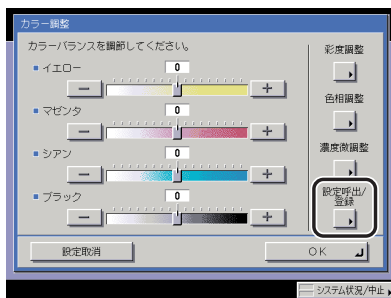 カラー調整
カラーバランスを調節してください。
彩度調整
■ イエロー
0
－
＋
色相調整
■ マゼンタ
0
－
＋
濃度微調整
■ シアン
0
－
＋
設定呼出/
登録
■ ブラック
0
－
＋
設定取消
OK
システム状況/中止